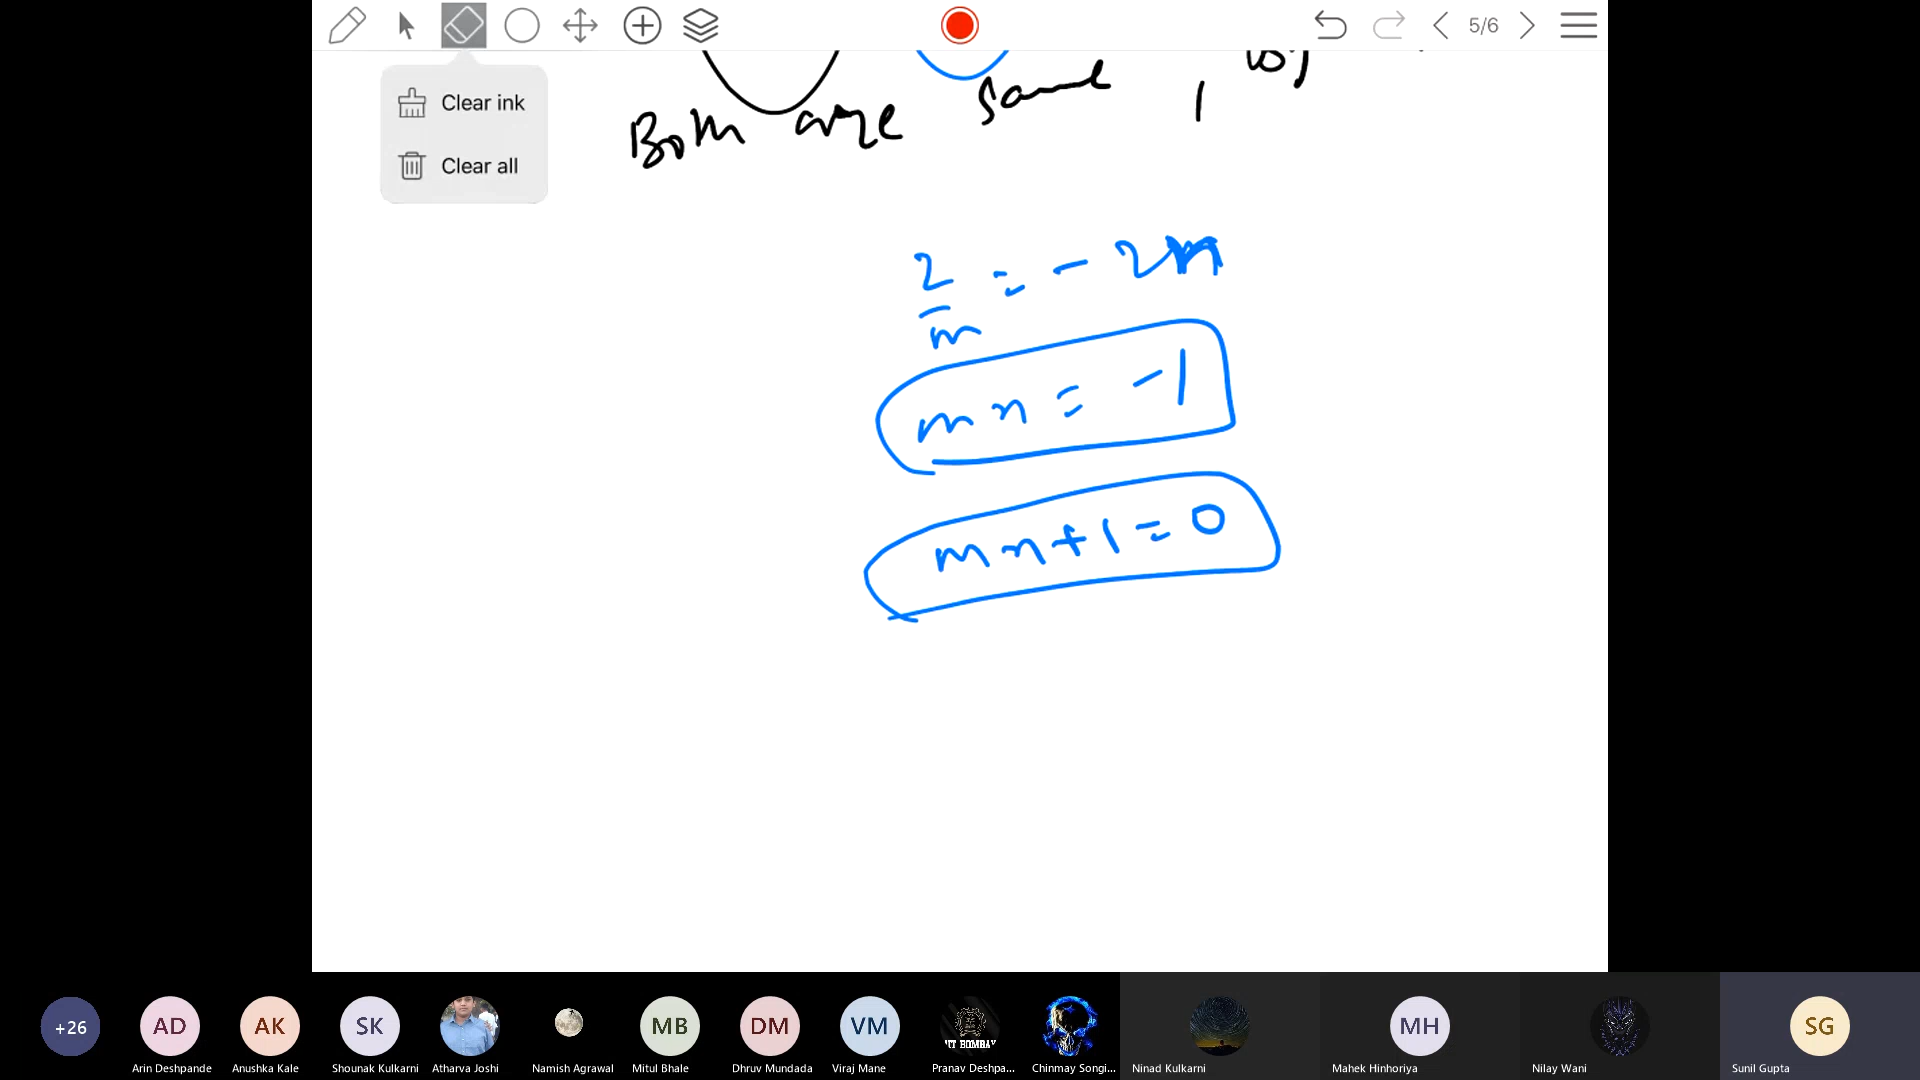 5/6
Clear ink
Clear all
Both are same,
2/m = -2n
mn = -1
mn+1=0
+26 AD AK SK MB DM VM MH SG
IIT BOMBAY
Arin Deshpande Anushka Kale Shounak Kulkarni Atharva Joshi Namish Agrawal Mitul Bhale Dhruv Mundada Viraj Mane Pranav Deshpa... Chinmay Songi... Ninad Kulkarni Mahek Hinhoriya Nilay Wani Sunil Gupta